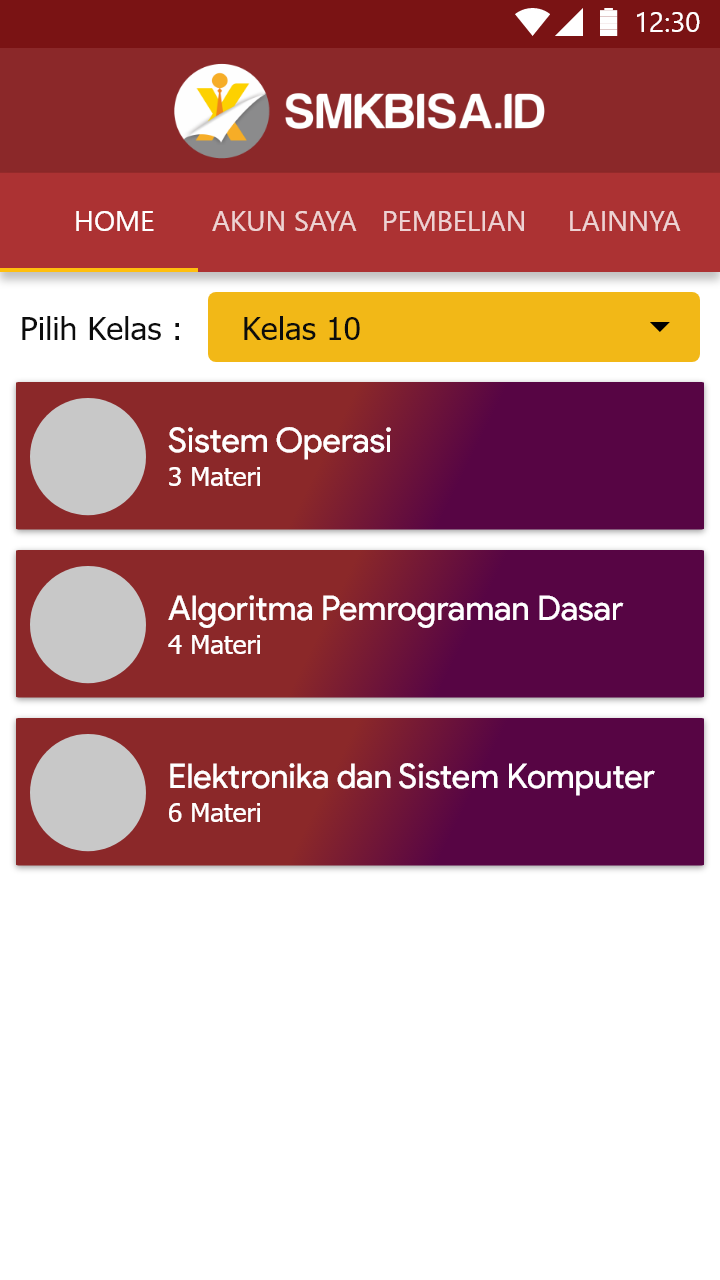 12:30
SMKBISA.ID
HOME AKUN SAYA PEMBELIAN LAINNYA
Pilih Kelas : Kelas 10
Sistem Operasi
3 Materi
Algoritma Pemrograman Dasar
4 Materi
Elektronika dan Sistem Komputer
6 Materi